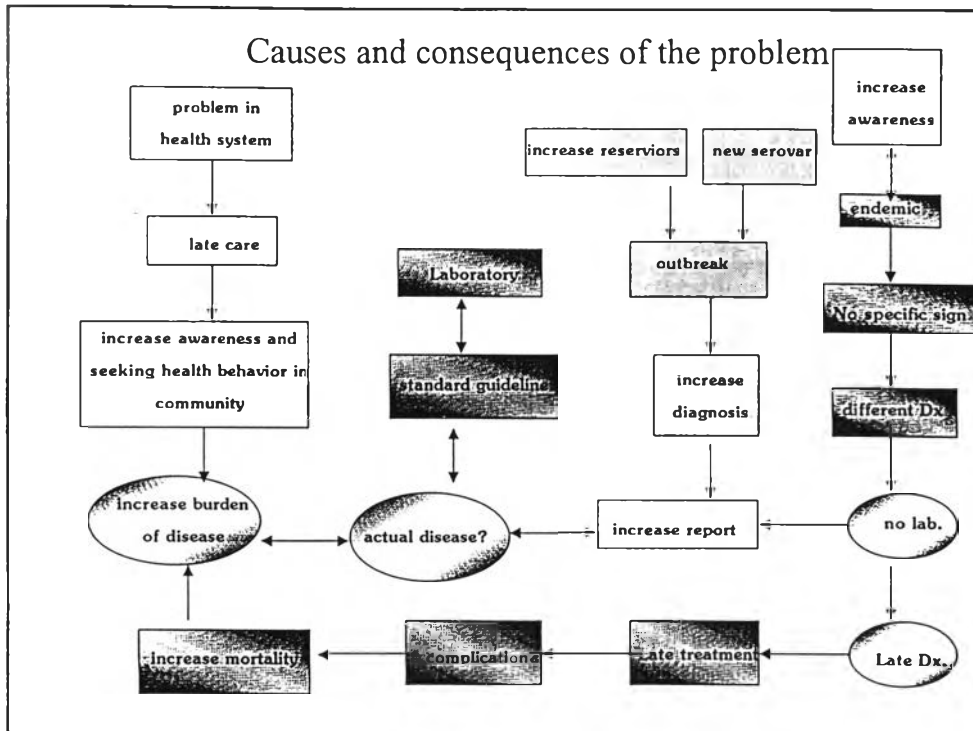 Causes and consequences of the problem
problem in
health system
late care
increase awareness and
seeking health behavior in
community
increase burden
of disease
Laboratory
standard guideline
actual disease?
increase reserviors
new serovar
outbreak
increase
diagnosis
increase report
increase
awareness
endemic
No specific sign
different Dx.
no lab.
Late Dx.
Late treatment
complications
increase mortality